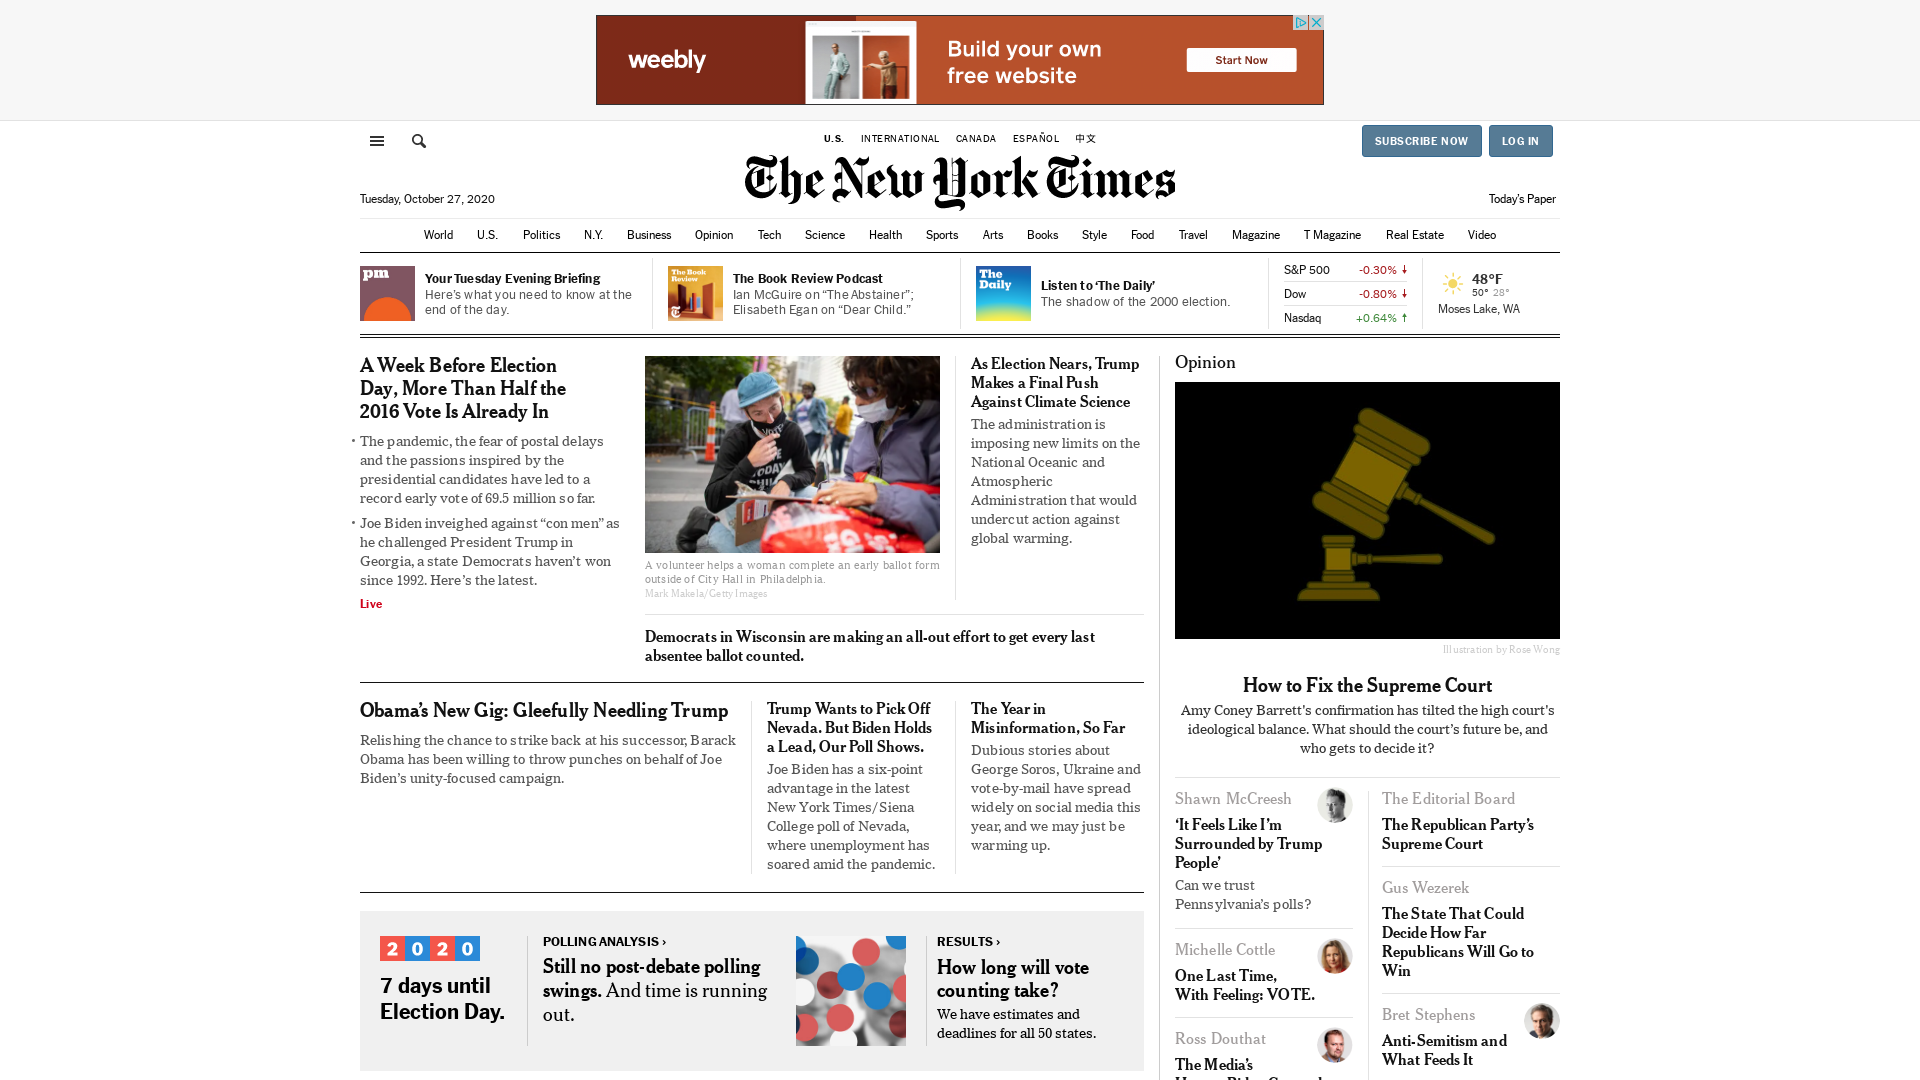 weebly
Build your own
free website
Start Now
U.S. INTERNATIONAL CANADA ESPAÑOL 中文
SUBSCRIBE NOW LOG IN
The New York Times
Tuesday, October 27, 2020
Today's Paper
World U.S. Politics N.Y. Business Opinion Tech Science Health Sports Arts Books Style Food Travel Magazine T Magazine Real Estate Video
pm
Your Tuesday Evening Briefing
Here's what you need to know at the
end of the day.
The Book
Review
The Book Review Podcast
Ian McGuire on “The Abstainer”;
Elisabeth Egan on “Dear Child.”
The
Daily
Listen to ‘The Daily’
The shadow of the 2000 election.
S&P 500 -0.30%
Dow -0.80%
Nasdaq +0.64%
48°F
50° 28°
Moses Lake, WA
A Week Before Election
Day, More Than Half the
2016 Vote Is Already In
• The pandemic, the fear of postal delays
and the passions inspired by the
presidential candidates have led to a
record early vote of 69.5 million so far.
• Joe Biden inveighed against “con men” as
he challenged President Trump in
Georgia, a state Democrats haven’t won
since 1992. Here’s the latest.
Live
A volunteer helps a woman complete an early ballot form
outside of City Hall in Philadelphia.
Mark Makela/Getty Images
As Election Nears, Trump
Makes a Final Push
Against Climate Science
The administration is
imposing new limits on the
National Oceanic and
Atmospheric
Administration that would
undercut action against
global warming.
Democrats in Wisconsin are making an all-out effort to get every last
absentee ballot counted.
Obama’s New Gig: Gleefully Needling Trump
Relishing the chance to strike back at his successor, Barack
Obama has been willing to throw punches on behalf of Joe
Biden’s unity-focused campaign.
Trump Wants to Pick Off
Nevada. But Biden Holds
a Lead, Our Poll Shows.
Joe Biden has a six-point
advantage in the latest
New York Times/Siena
College poll of Nevada,
where unemployment has
soared amid the pandemic.
The Year in
Misinformation, So Far
Dubious stories about
George Soros, Ukraine and
vote-by-mail have spread
widely on social media this
year, and we may just be
warming up.
2020
7 days until
Election Day.
POLLING ANALYSIS ›
Still no post-debate polling
swings. And time is running
out.
RESULTS ›
How long will vote
counting take?
We have estimates and
deadlines for all 50 states.
Opinion
Illustration by Rose Wong
How to Fix the Supreme Court
Amy Coney Barrett's confirmation has tilted the high court's
ideological balance. What should the court’s future be, and
who gets to decide it?
Shawn McCreesh
‘It Feels Like I’m
Surrounded by Trump
People’
Can we trust
Pennsylvania’s polls?
Michelle Cottle
One Last Time,
With Feeling: VOTE.
Ross Douthat
The Media’s
The Editorial Board
The Republican Party’s
Supreme Court
Gus Wezerek
The State That Could
Decide How Far
Republicans Will Go to
Win
Bret Stephens
Anti-Semitism and
What Feeds It